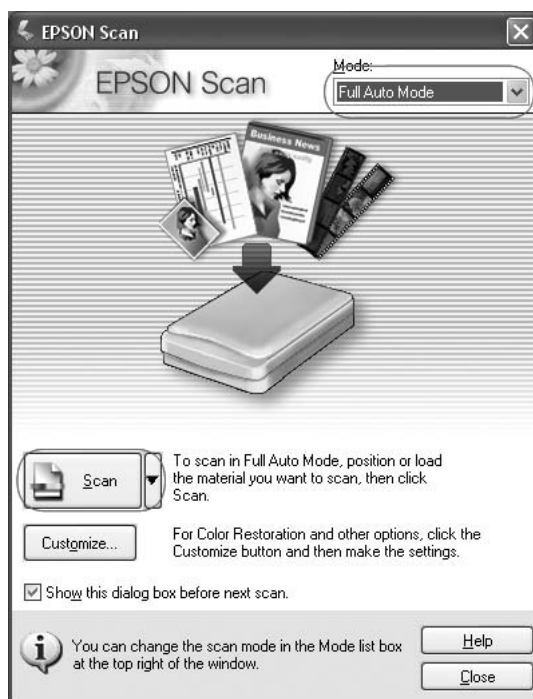 EPSON Scan
EPSON Scan
Mode:
Full Auto Mode
Business News
Scan
To scan in Full Auto Mode, position or load
the material you want to scan, then click
Scan.
Customize...
For Color Restoration and other options, click the
Customize button and then make the settings.
Show this dialog box before next scan.
You can change the scan mode in the Mode list box
at the top right of the window.
Help
Close